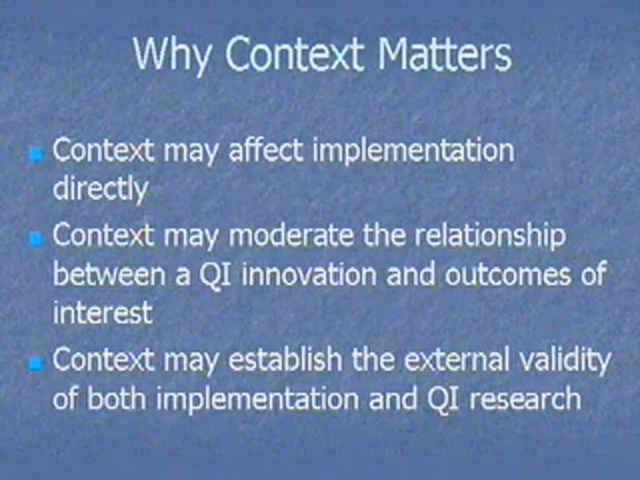 Why Context Matters
Context may affect implementation
directly
Context may moderate the relationship
between a QI innovation and outcomes of
interest
Context may establish the external validity
of both implementation and QI research